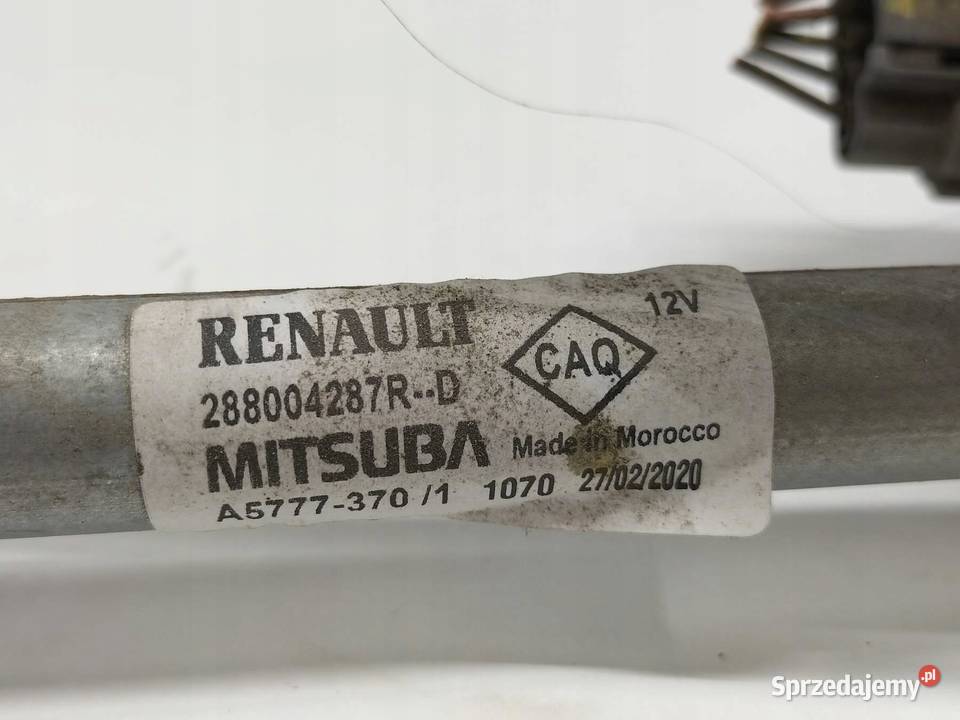 RENAULT
CAQ
12V
288004287R--D
MITSUBA Made in Morocco
A5777-370 /1 1070 27/02/2020
Sprzedajemy.pl